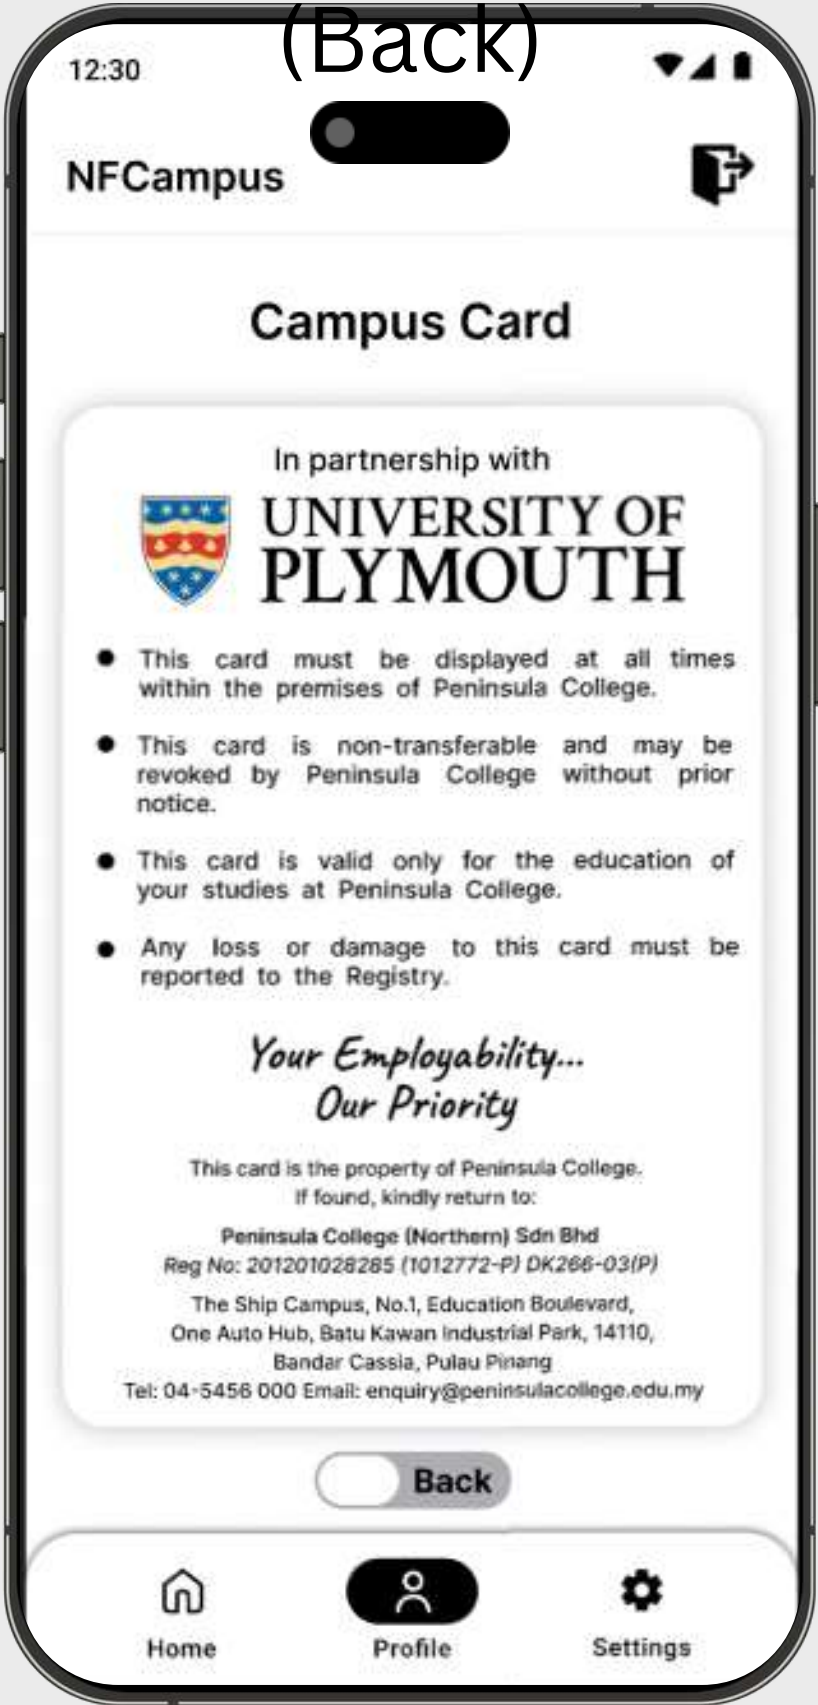 (Back)
12:30
NFCampus
Campus Card
In partnership with
UNIVERSITY OF
PLYMOUTH
● This card must be displayed at all times
within the premises of Peninsula College.
● This card is non-transferable and may be
revoked by Peninsula College without prior
notice.
● This card is valid only for the education of
your studies at Peninsula College.
● Any loss or damage to this card must be
reported to the Registry.
Your Employability...
Our Priority
This card is the property of Peninsula College.
If found, kindly return to:
Peninsula College (Northern) Sdn Bhd
Reg No: 201201028285 (1012772-P) DK266-03(P)
The Ship Campus, No.1, Education Boulevard,
One Auto Hub, Batu Kawan Industrial Park, 14110,
Bandar Cassia, Pulau Pinang
Tel: 04-5456 000 Email: enquiry@peninsulacollege.edu.my
Back
Home Profile Settings